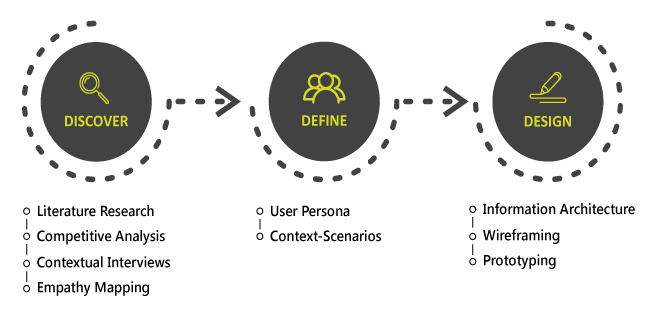 DISCOVER
DEFINE
DESIGN
Literature Research
Competitive Analysis
Contextual Interviews
Empathy Mapping
User Persona
Context-Scenarios
Information Architecture
Wireframing
Prototyping